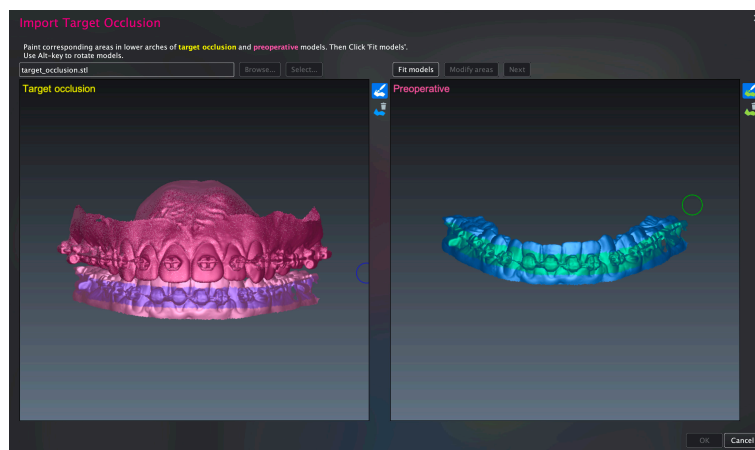 Import Target Occlusion
Paint corresponding areas in lower arches of target occlusion and preoperative models. Then Click 'Fit models'.
Use Alt-key to rotate models.
target_occlusion.stl Browse... Select... Fit models Modify areas Next
Target occlusion Preoperative
OK Cancel